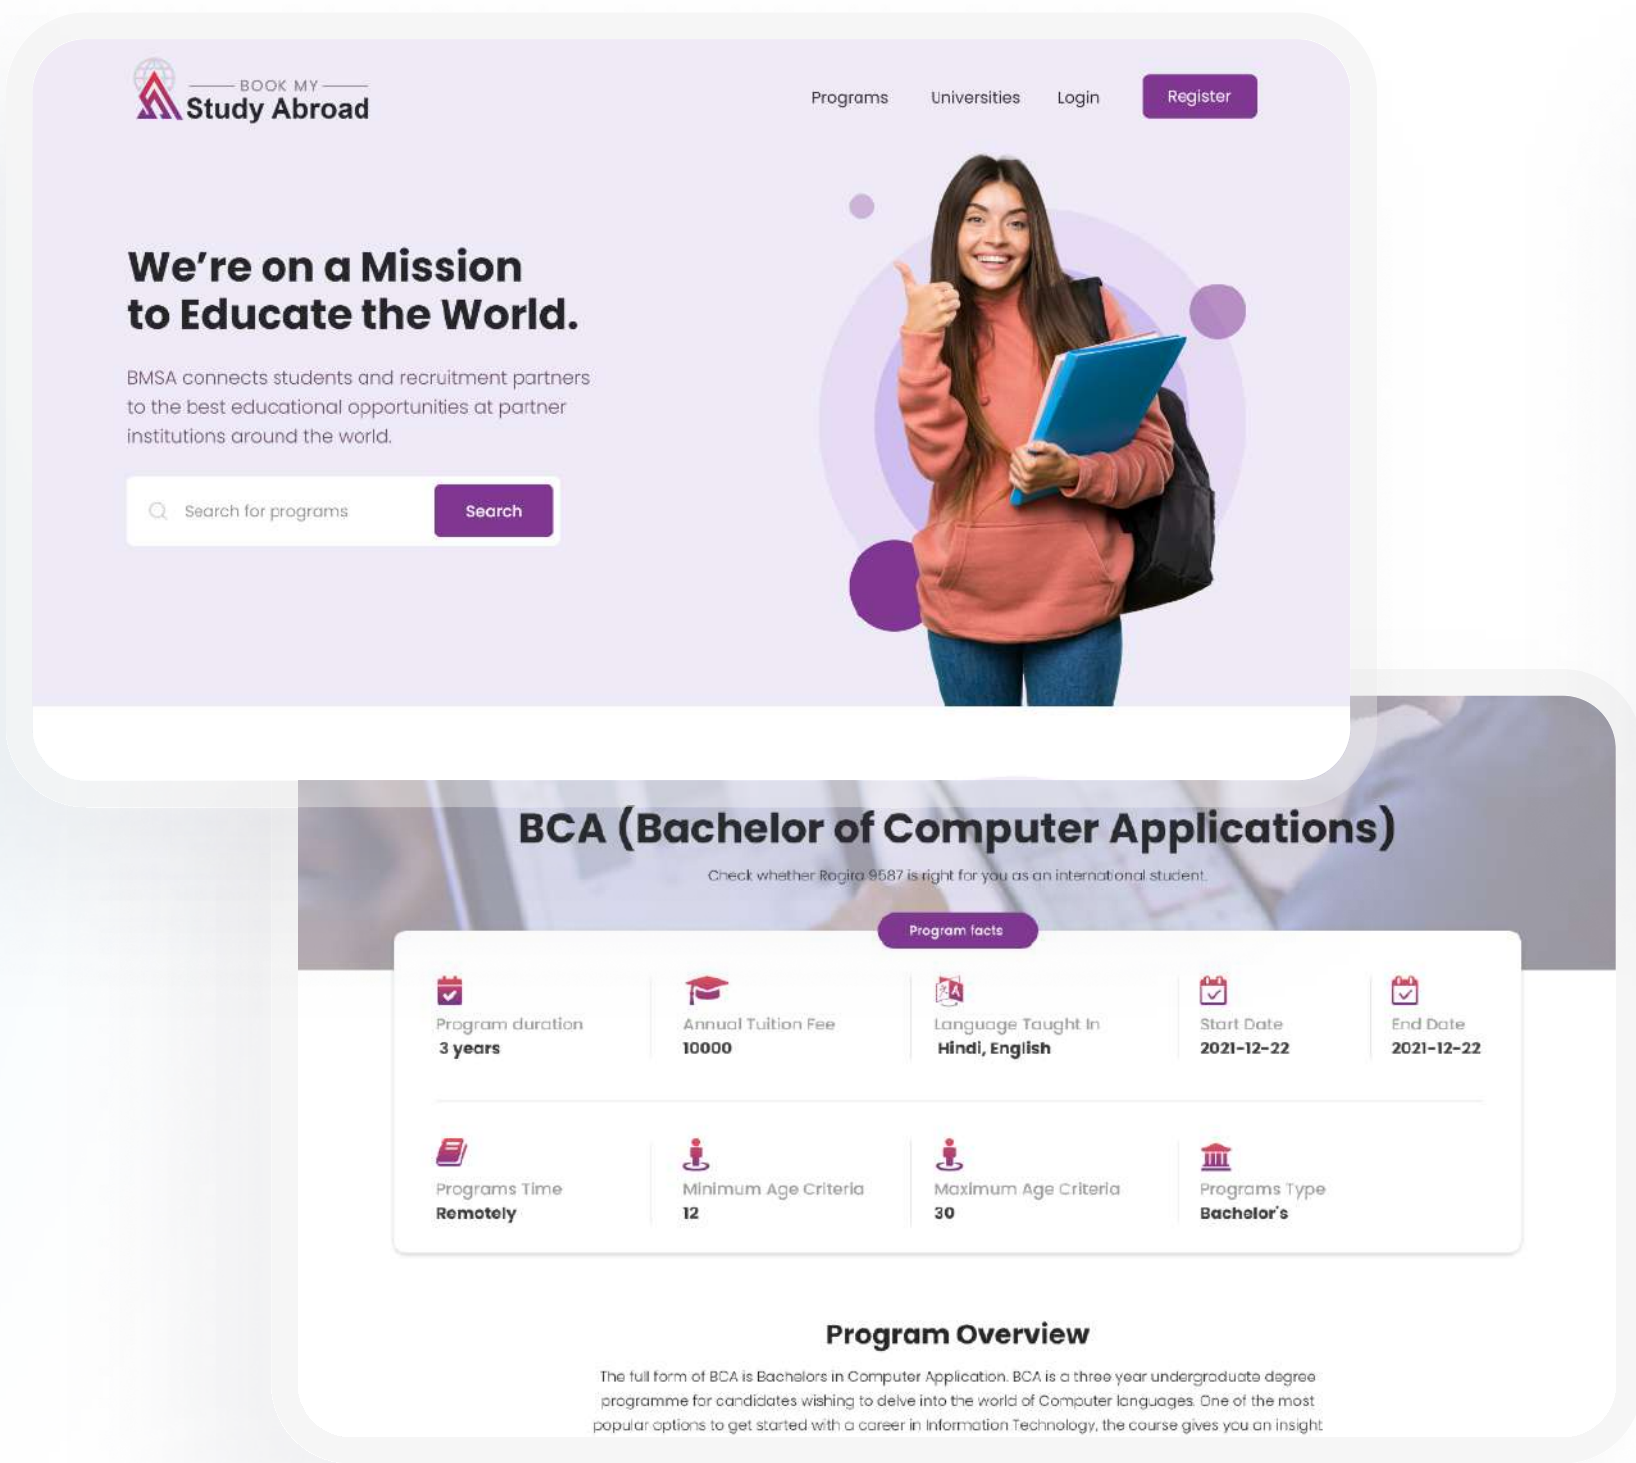 BOOK MY
Study Abroad
Programs Universities Login Register
We're on a Mission
to Educate the World.
BMSA connects students and recruitment partners
to the best educational opportunities at partner
institutions around the world.
Search for programs Search
BCA (Bachelor of Computer Applications)
Check whether Rogira 9587 is right for you as an international student.
Program facts
Program duration
3 years
Annual Tuition Fee
10000
Language Taught In
Hindi, English
Start Date
2021-12-22
End Date
2021-12-22
Programs Time
Remotely
Minimum Age Criteria
12
Maximum Age Criteria
30
Programs Type
Bachelor's
Program Overview
The full form of BCA is Bachelors in Computer Application. BCA is a three year undergraduate degree
programme for candidates wishing to delve into the world of Computer languages. One of the most
popular options to get started with a career in Information Technology, the course gives you an insight